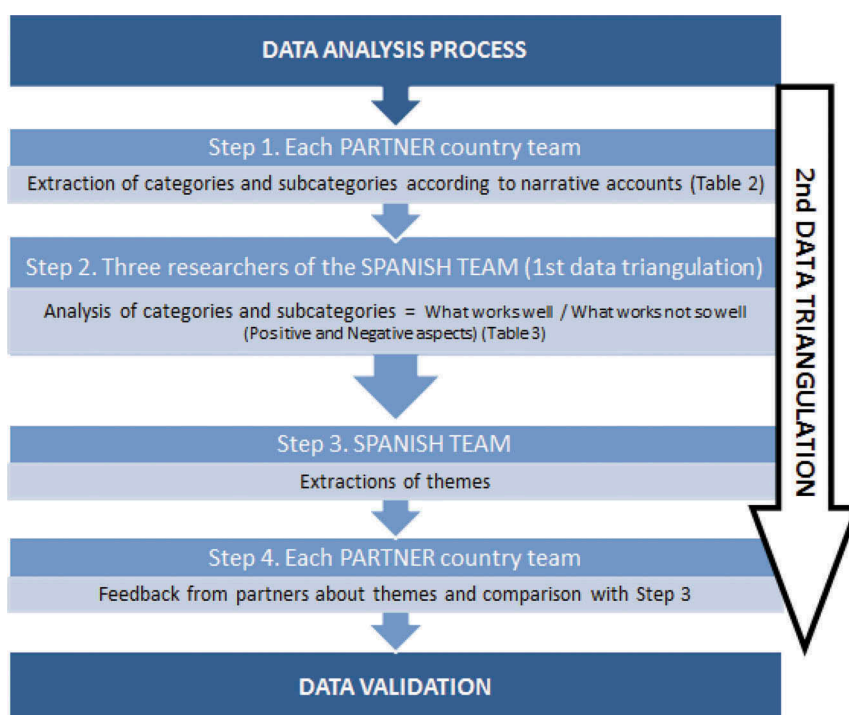 DATA ANALYSIS PROCESS
Step 1. Each PARTNER country team
Extraction of categories and subcategories according to narrative accounts (Table 2)
Step 2. Three researchers of the SPANISH TEAM (1st data triangulation)
Analysis of categories and subcategories = What works well / What works not so well
(Positive and Negative aspects) (Table 3)
Step 3. SPANISH TEAM
Extractions of themes
Step 4. Each PARTNER country team
Feedback from partners about themes and comparison with Step 3
DATA VALIDATION
2nd DATA TRIANGULATION